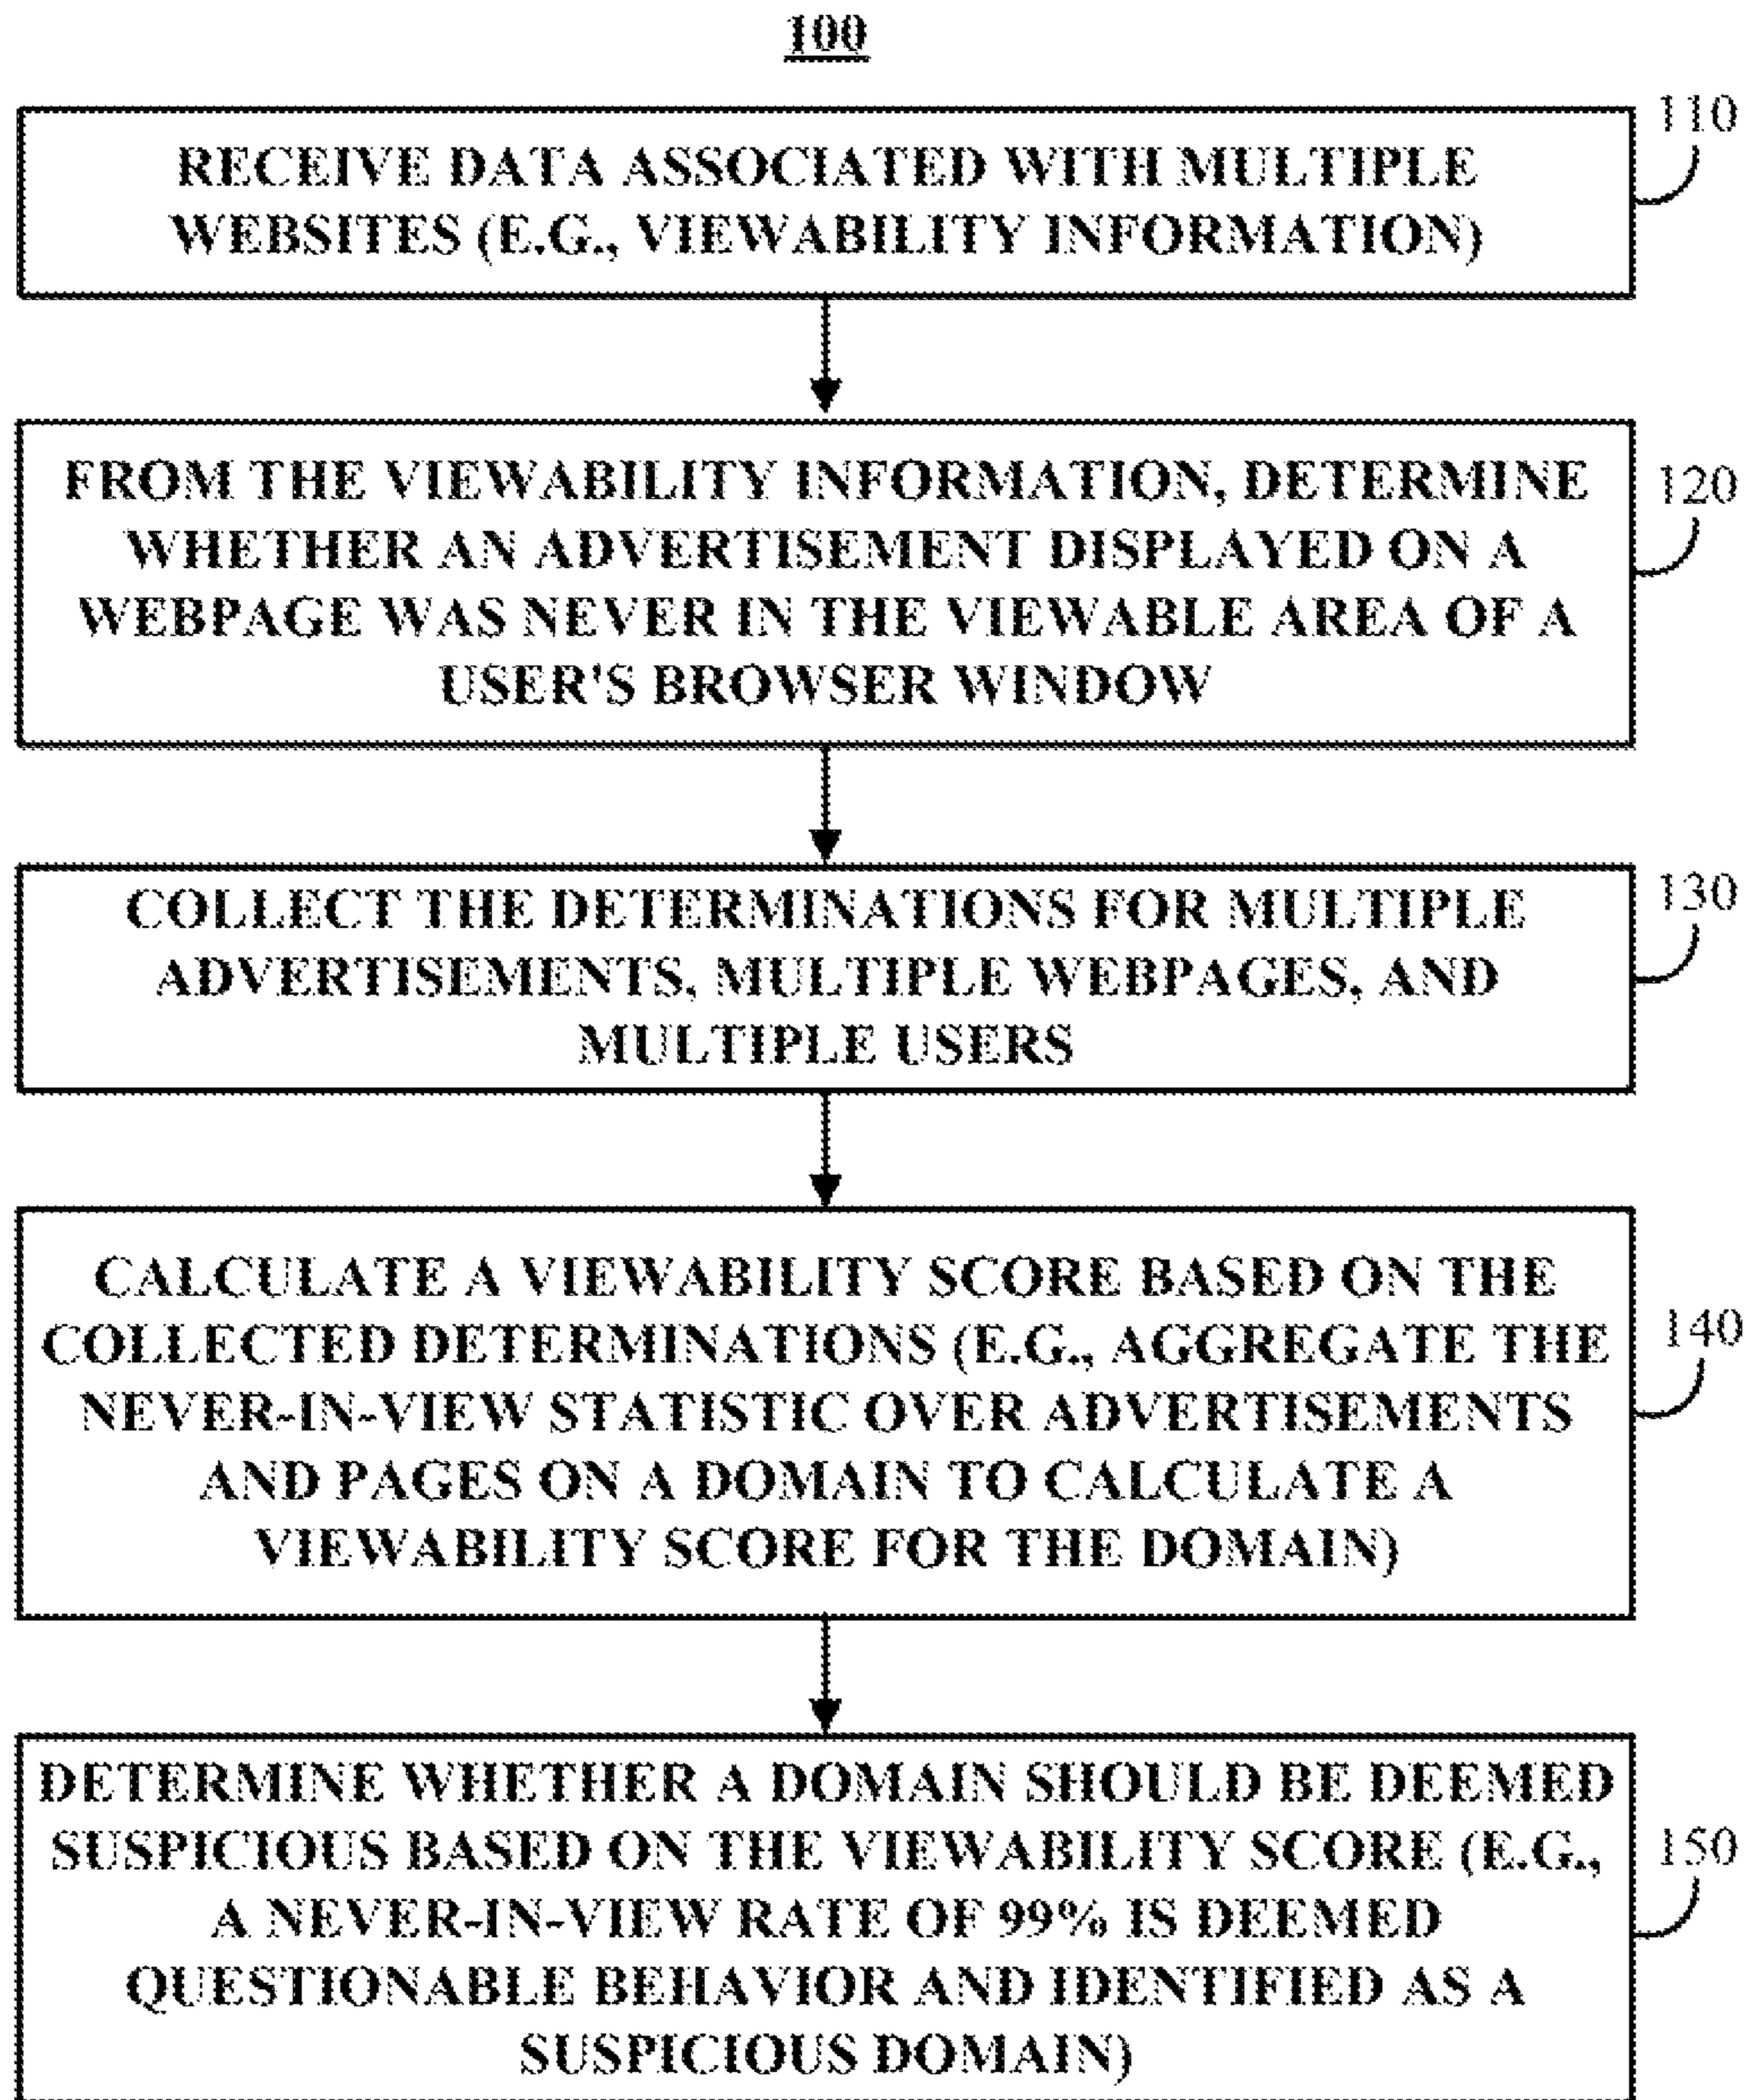 100
110
RECEIVE DATA ASSOCIATED WITH MULTIPLE
WEBSITES (E.G., VIEWABILITY INFORMATION)
120
FROM THE VIEWABILITY INFORMATION, DETERMINE
WHETHER AN ADVERTISEMENT DISPLAYED ON A
WEBPAGE WAS NEVER IN THE VIEWABLE AREA OF A
USER'S BROWSER WINDOW
130
COLLECT THE DETERMINATIONS FOR MULTIPLE
ADVERTISEMENTS, MULTIPLE WEBPAGES, AND
MULTIPLE USERS
140
CALCULATE A VIEWABILITY SCORE BASED ON THE
COLLECTED DETERMINATIONS (E.G., AGGREGATE THE
NEVER-IN-VIEW STATISTIC OVER ADVERTISEMENTS
AND PAGES ON A DOMAIN TO CALCULATE A
VIEWABILITY SCORE FOR THE DOMAIN)
150
DETERMINE WHETHER A DOMAIN SHOULD BE DEEMED
SUSPICIOUS BASED ON THE VIEWABILITY SCORE (E.G.,
A NEVER-IN-VIEW RATE OF 99% IS DEEMED
QUESTIONABLE BEHAVIOR AND IDENTIFIED AS A
SUSPICIOUS DOMAIN)